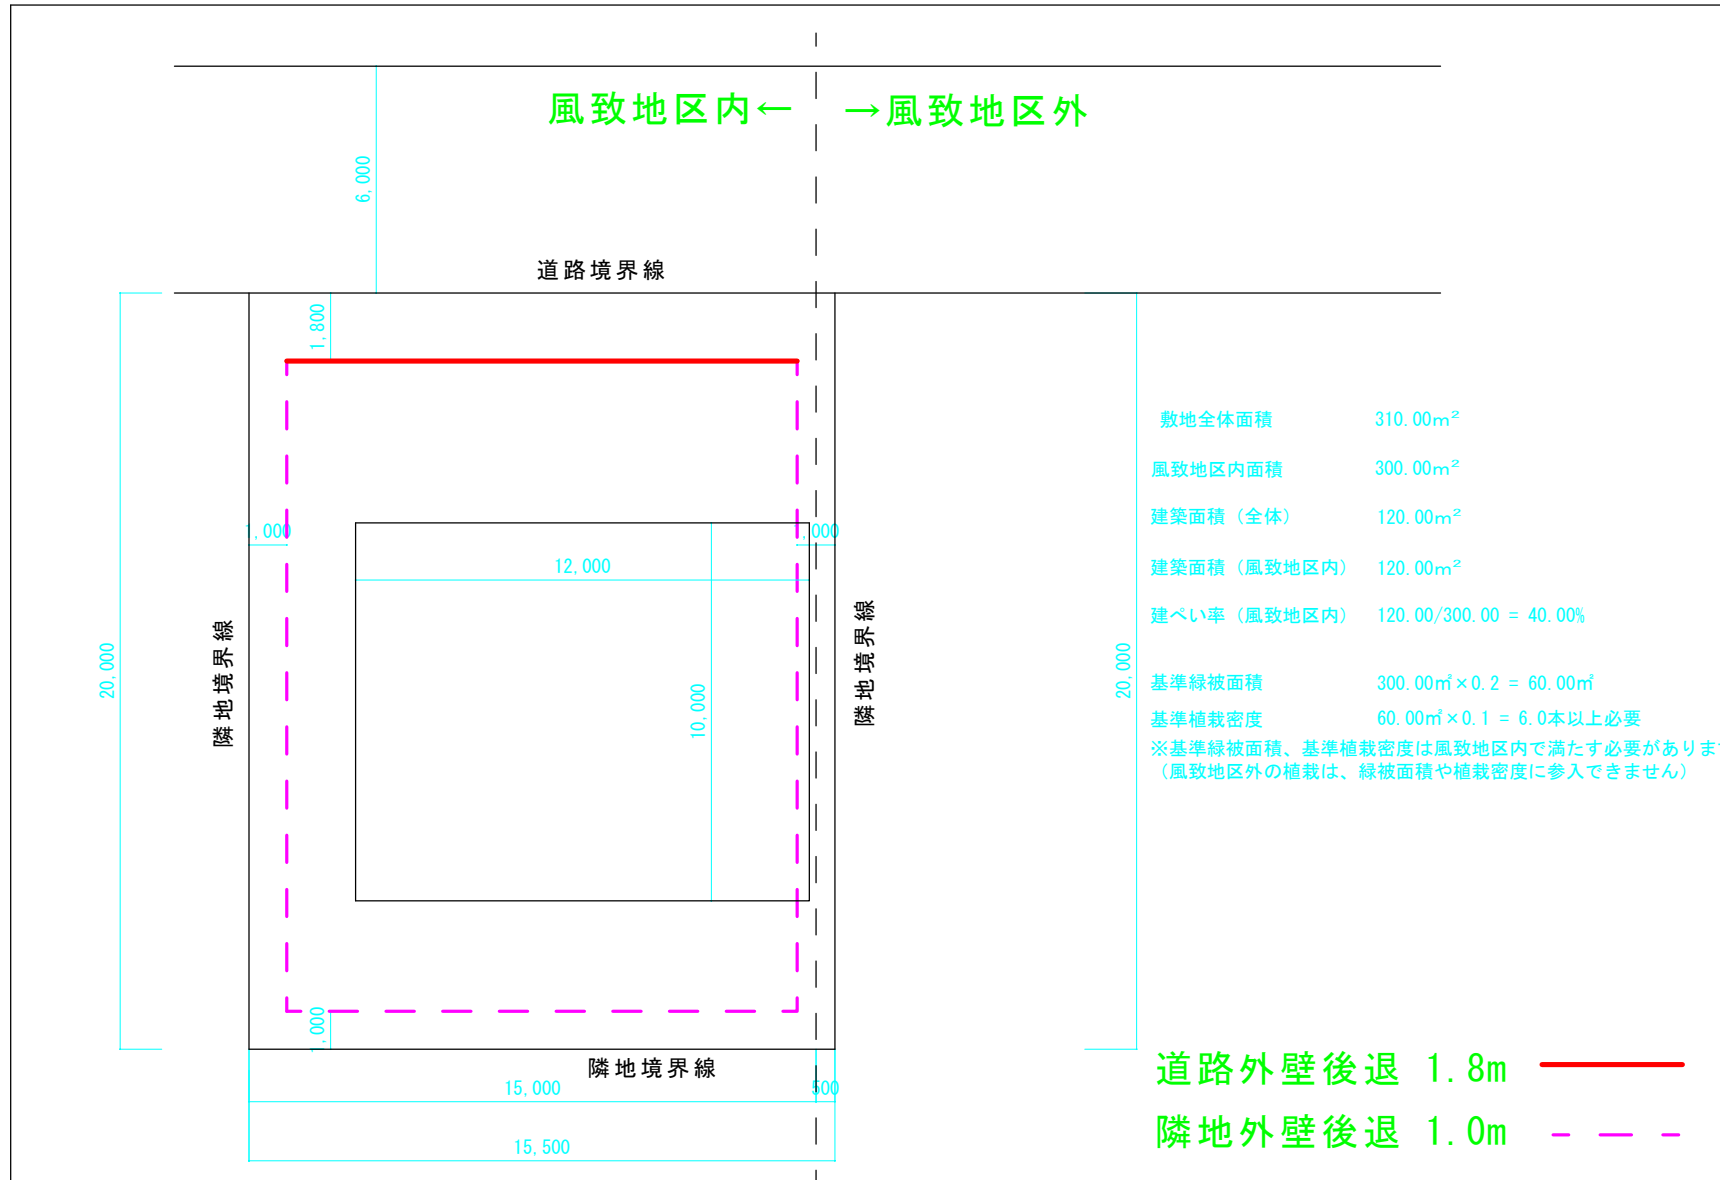 風致地区内← →風致地区外
6,000
道路境界線
1,800
敷地全体面積 310.00m²
風致地区内面積 300.00m²
建築面積（全体） 120.00m²
1,000
,000
12,000
建築面積（風致地区内） 120.00m²
建ぺい率（風致地区内） 120.00/300.00 = 40.00%
隣地境界線
隣地境界線
20,000
20,000
10,000
基準緑被面積 300.00㎡×0.2 = 60.00㎡
基準植栽密度 60.00㎡×0.1 = 6.0本以上必要
※基準緑被面積、基準植栽密度は風致地区内で満たす必要がありま
（風致地区外の植栽は、緑被面積や植栽密度に参入できません）
1,000
隣地境界線
15,000
500
15,500
道路外壁後退 1.8m
隣地外壁後退 1.0m